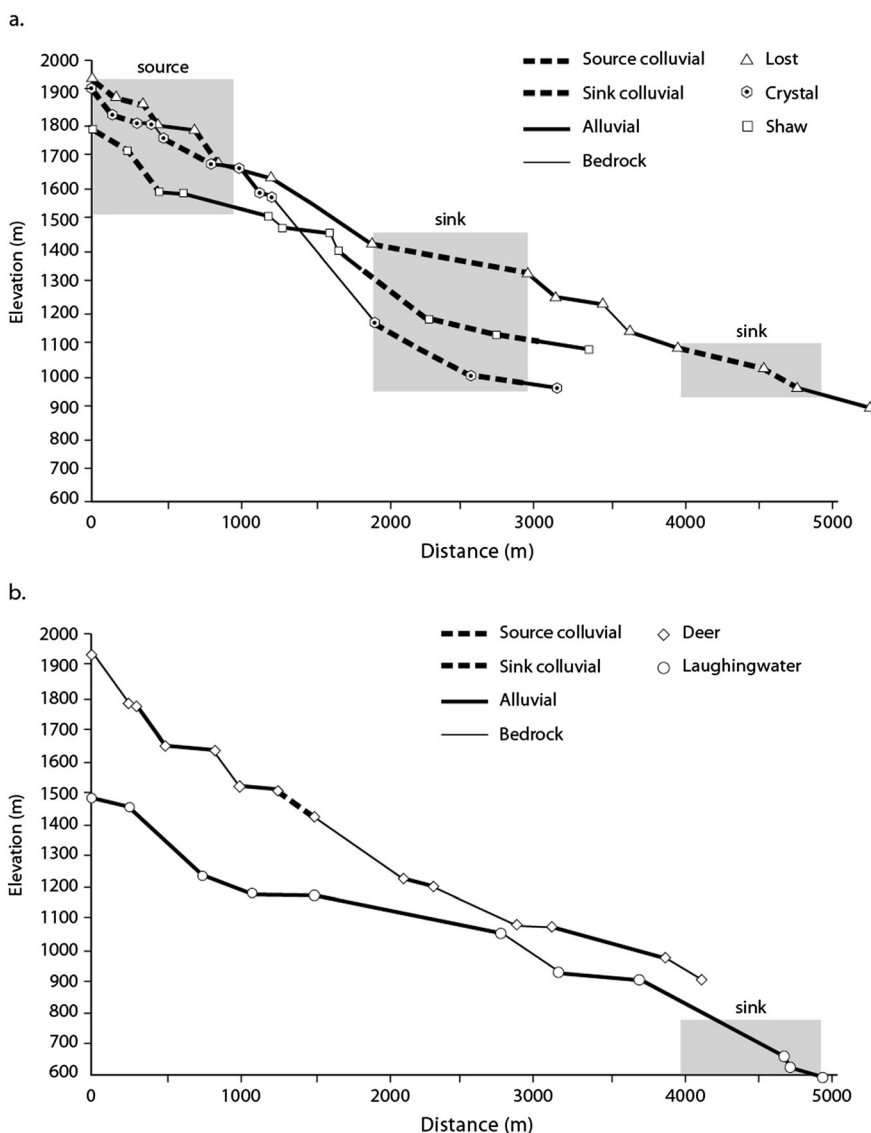 a.
2000
1900
1800
1700
1600
1500
1400
1300
1200
1100
1000
900
800
700
600
Elevation (m)
source
sink
sink
Source colluvial
Lost
Sink colluvial
Crystal
Alluvial
Shaw
Bedrock
0 1000 2000 3000 4000 5000
Distance (m)
b.
2000
1900
1800
1700
1600
1500
1400
1300
1200
1100
1000
900
800
700
600
Elevation (m)
Source colluvial
Deer
Sink colluvial
Laughingwater
Alluvial
Bedrock
sink
0 1000 2000 3000 4000 5000
Distance (m)